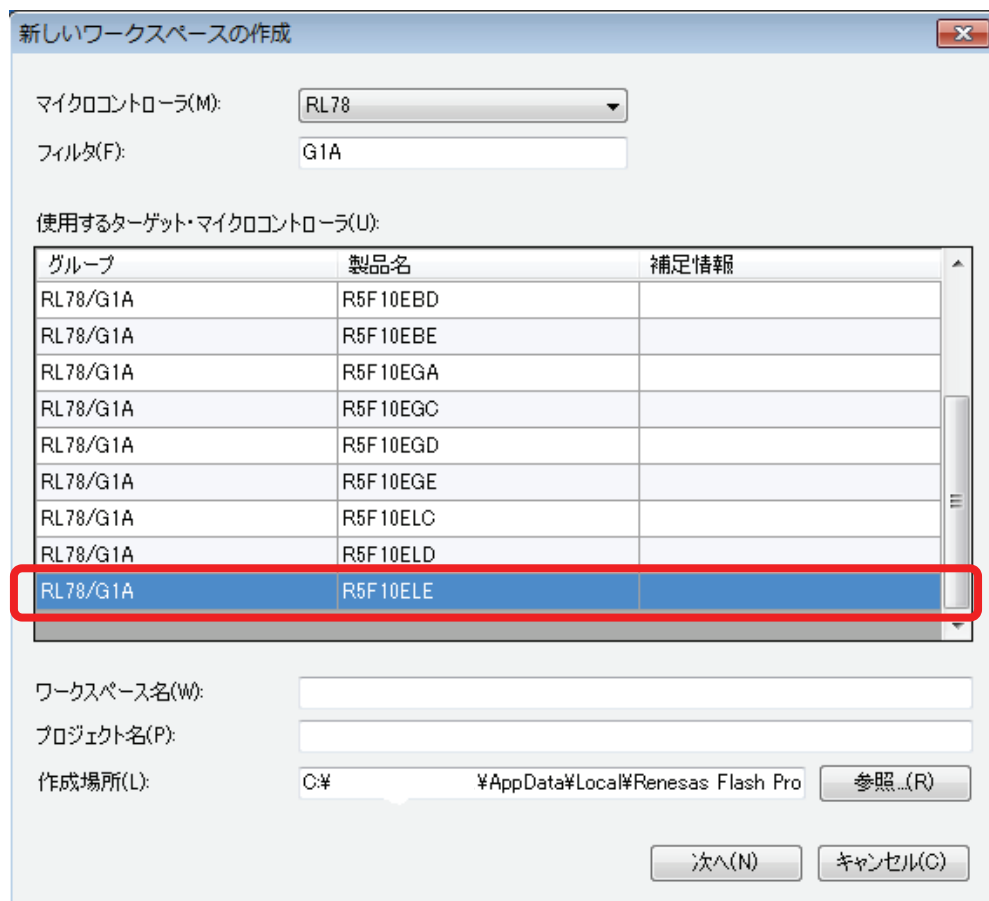 新しいワークスペースの作成
マイクロコントローラ(M): RL78
フィルタ(F): G1A
使用するターゲット・マイクロコントローラ(U):
グループ 製品名 補足情報
RL78/G1A R5F10EBD
RL78/G1A R5F10EBE
RL78/G1A R5F10EGA
RL78/G1A R5F10EGC
RL78/G1A R5F10EGD
RL78/G1A R5F10EGE
RL78/G1A R5F10ELC
RL78/G1A R5F10ELD
RL78/G1A R5F10ELE
ワークスペース名(W):
プロジェクト名(P):
作成場所(L): C:¥ ¥AppData¥Local¥Renesas Flash Pro 参照...(R)
次へ(N) キャンセル(C)